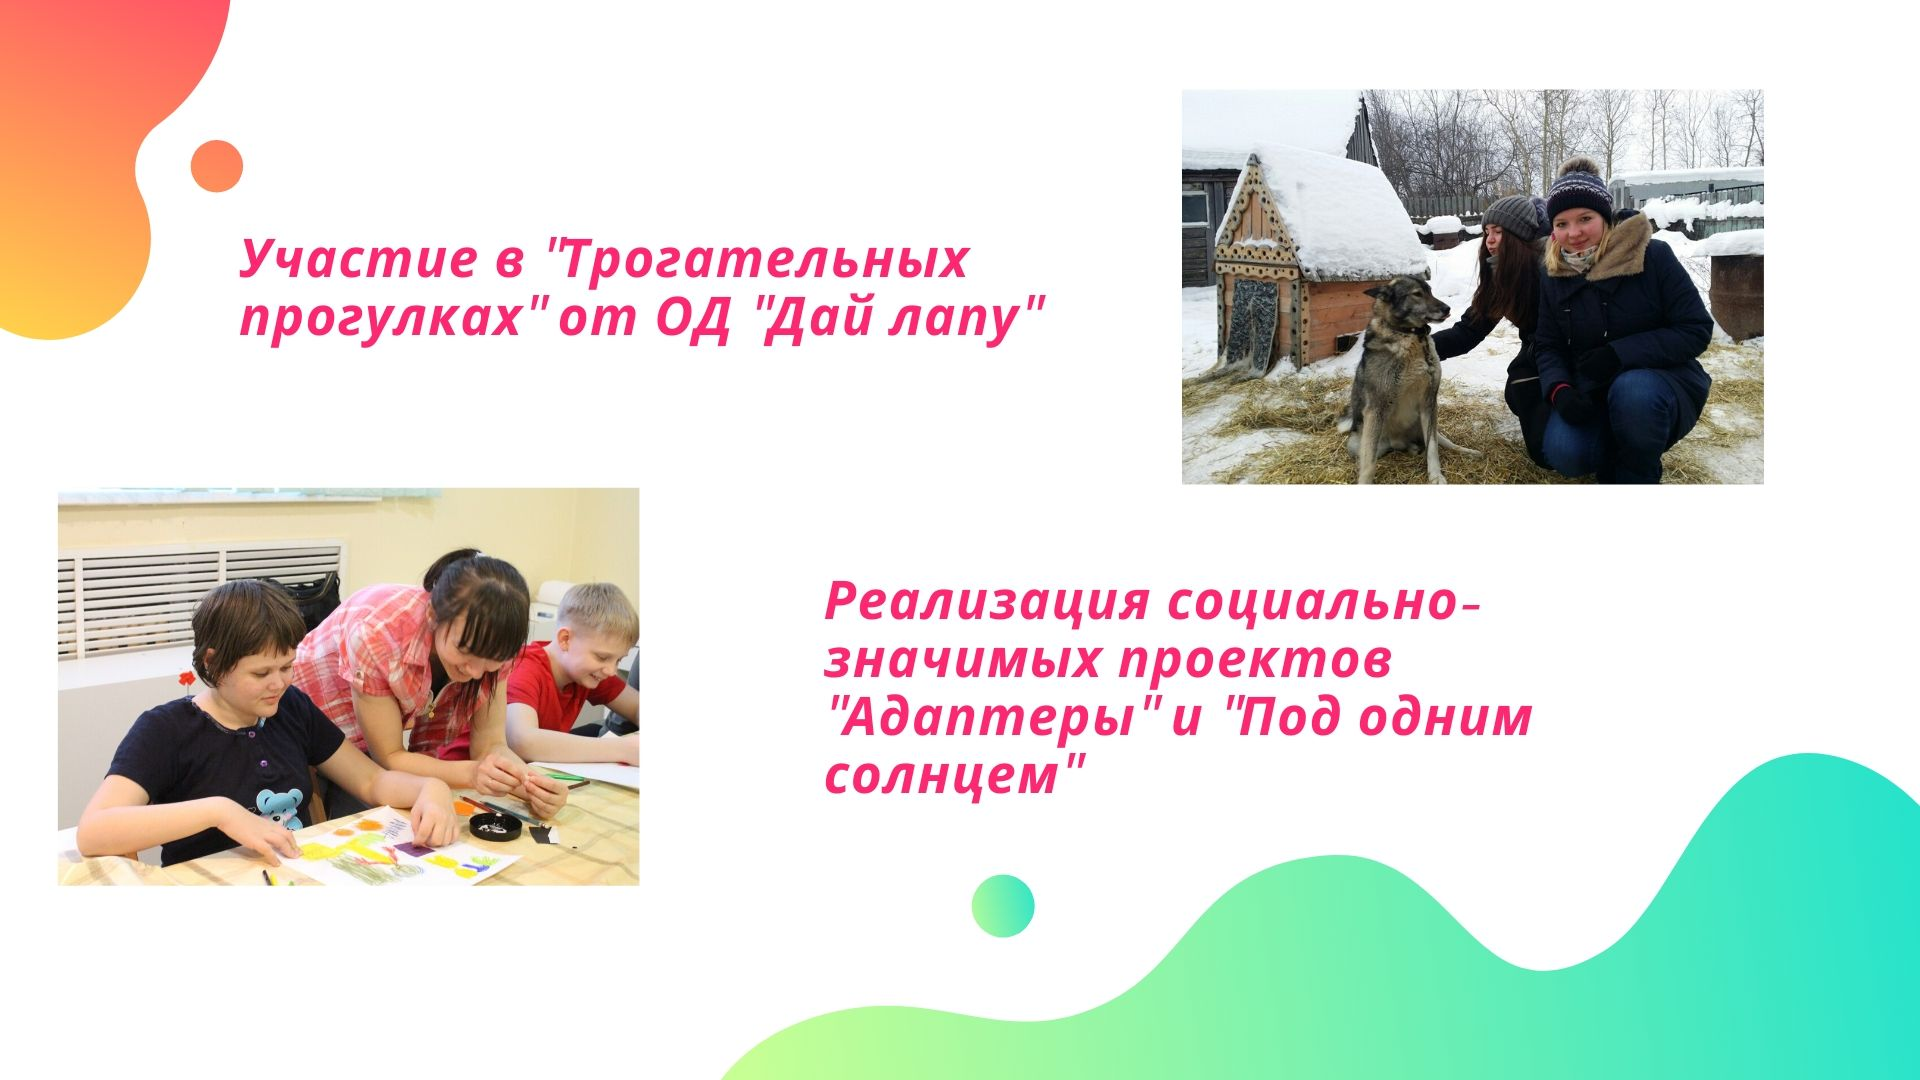 Участие в "Трогательных
прогулках" от ОД "Дай лапу"
Реализация социально-
значимых проектов
"Адаптеры" и "Под одним
солнцем"